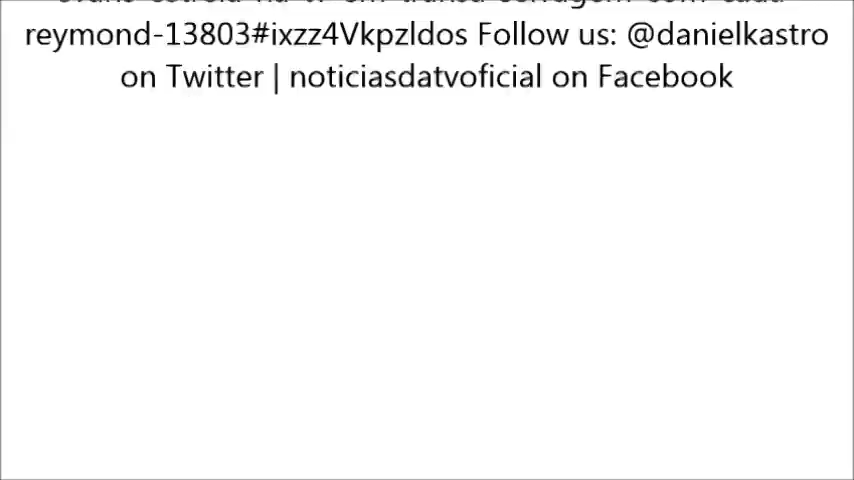 reymond-13803#ixzz4Vkpzldos Follow us: @danielkastro
on Twitter | noticiasdatvoficial on Facebook